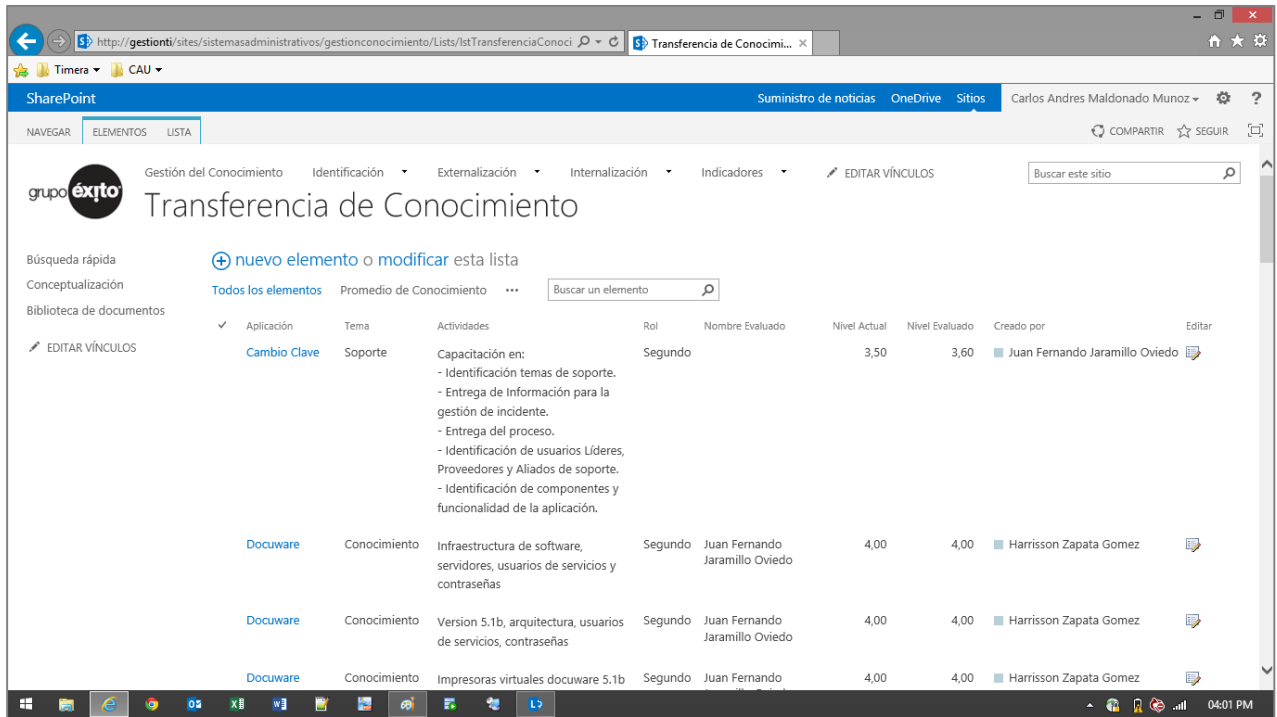 http://gestionti/sites/sistemasadministrativos/gestionconocimiento/Lists/lstTransferenciaConoci
Transferencia de Conocimi...
Timera
CAU
SharePoint
Suministro de noticias OneDrive Sitios Carlos Andres Maldonado Munoz ?
NAVEGAR ELEMENTOS LISTA COMPARTIR SEGUIR
grupo éxito
Gestión del Conocimiento Identificación Externalización Internalización Indicadores EDITAR VÍNCULOS Buscar este sitio
Transferencia de Conocimiento
Búsqueda rápida
Conceptualización
Biblioteca de documentos
EDITAR VÍNCULOS
nuevo elemento o modificar esta lista
Todos los elementos Promedio de Conocimiento ... Buscar un elemento
Aplicación Tema Actividades Rol Nombre Evaluado Nivel Actual Nivel Evaluado Creado por Editar
Cambio Clave Soporte Capacitación en: Segundo 3,50 3,60 Juan Fernando Jaramillo Oviedo
- Identificación temas de soporte.
- Entrega de Información para la
gestión de incidente.
- Entrega del proceso.
- Identificación de usuarios Líderes,
Proveedores y Aliados de soporte.
- Identificación de componentes y
funcionalidad de la aplicación.
Docuware Conocimiento Infraestructura de software, Segundo Juan Fernando 4,00 4,00 Harrisson Zapata Gomez
servidores, usuarios de servicios y Jaramillo Oviedo
contraseñas
Docuware Conocimiento Version 5.1b, arquitectura, usuarios Segundo Juan Fernando 4,00 4,00 Harrisson Zapata Gomez
de servicios, contraseñas Jaramillo Oviedo
Docuware Conocimiento Impresoras virtuales docuware 5.1b Segundo Juan Fernando 4,00 4,00 Harrisson Zapata Gomez
04:01 PM